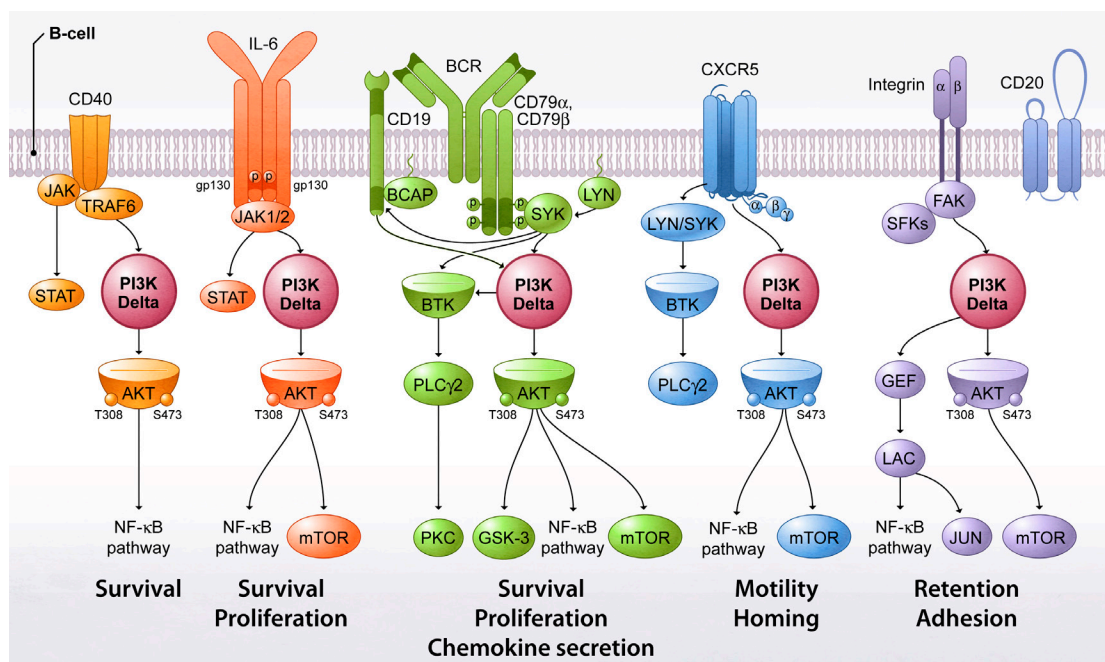 B-cell
CD40
JAK
TRAF6
STAT
PI3K
Delta
AKT
T308
S473
NF-κB
pathway
Survival
IL-6
gp130
p
p
gp130
JAK1/2
STAT
PI3K
Delta
AKT
T308
S473
NF-κB
pathway
mTOR
Survival
Proliferation
BCR
CD19
CD79α,
CD79β
BCAP
LYN
p
p
p
p
SYK
BTK
PI3K
Delta
PLCγ2
AKT
PKC
GSK-3
NF-κB
pathway
mTOR
Survival
Proliferation
Chemokine secretion
CXCR5
α
β
γ
LYN/SYK
BTK
PI3K
Delta
PLCγ2
AKT
T308
S473
NF-κB
pathway
mTOR
Motility
Homing
Integrin
α
β
CD20
FAK
SFKs
PI3K
Delta
GEF
AKT
T308
S473
LAC
NF-κB
pathway
JUN
mTOR
Retention
Adhesion